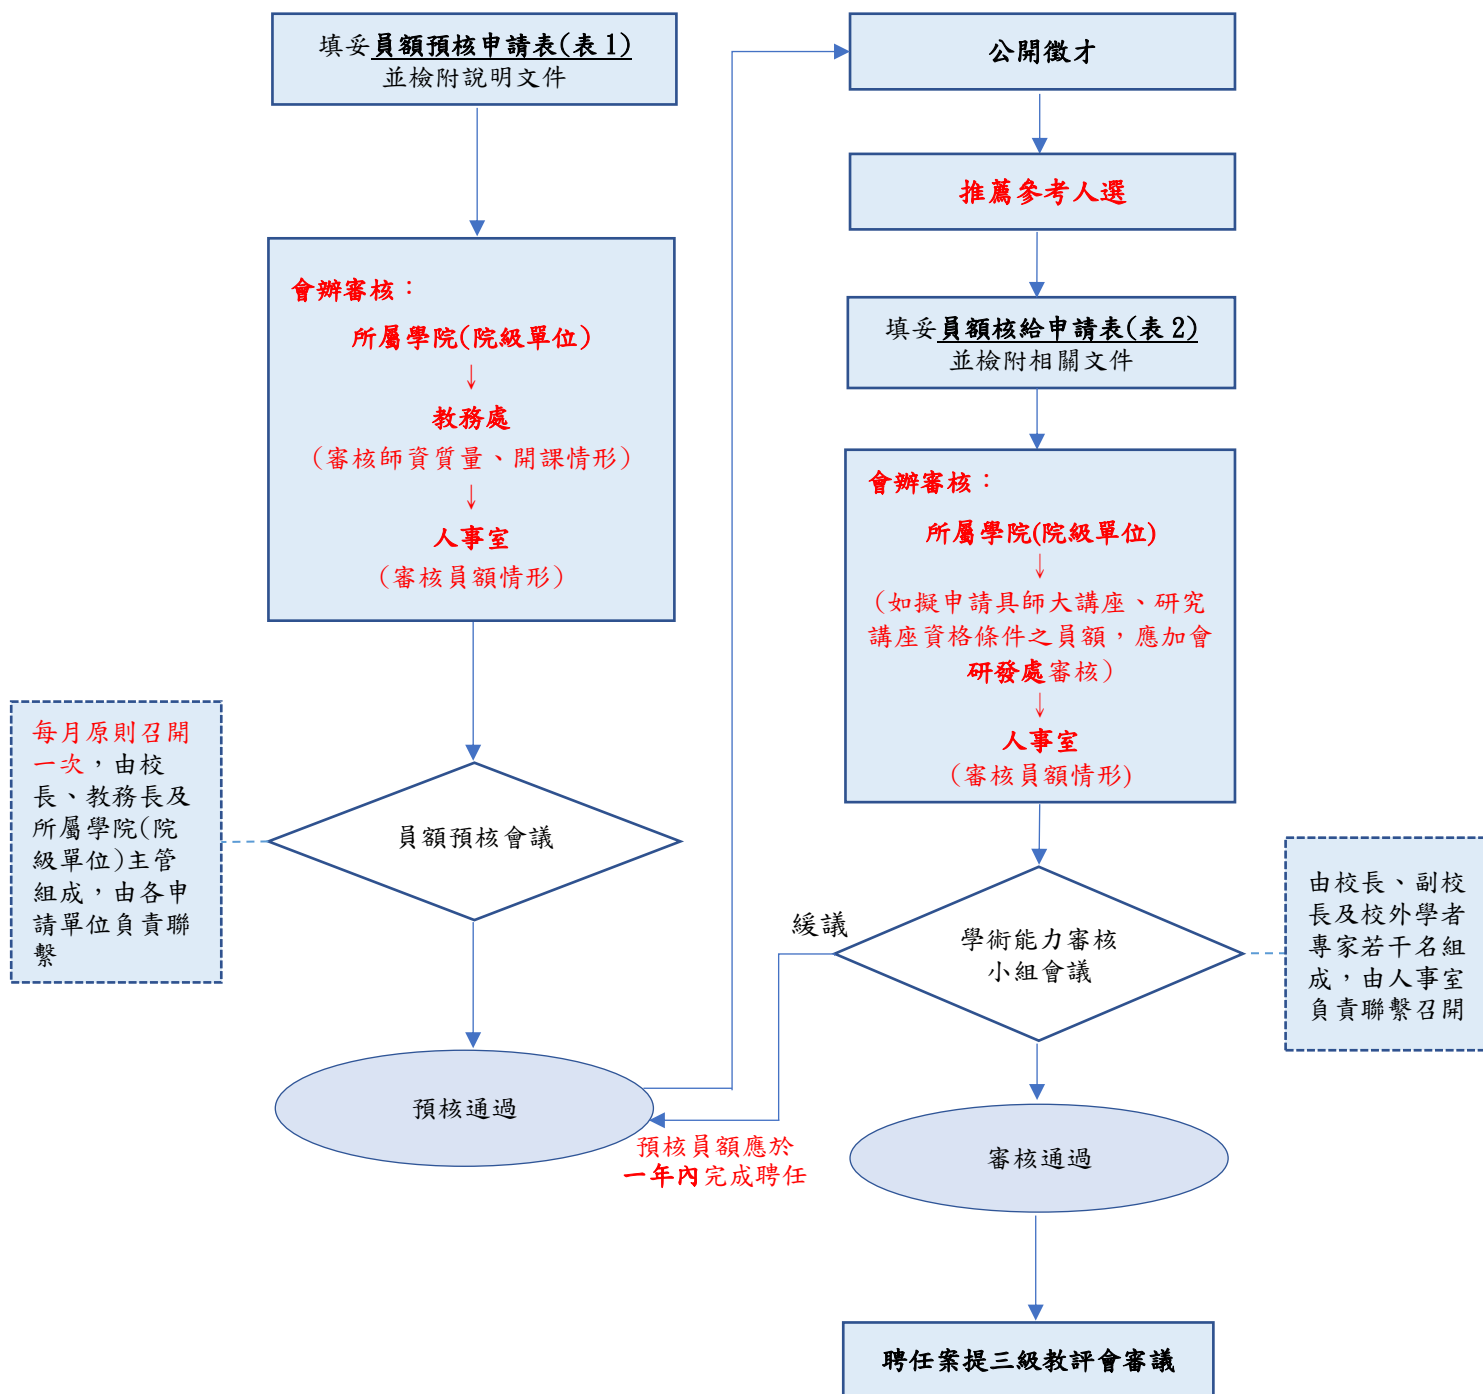 填妥員額預核申請表(表 1)
並檢附說明文件
會辦審核：
所屬學院(院級單位)
↓
教務處
（審核師資質量、開課情形）
↓
人事室
（審核員額情形）
每月原則召開
一次，由校
長、教務長及
所屬學院(院
級單位)主管
組成，由各申
請單位負責聯
繫
員額預核會議
預核通過
預核員額應於
一年內完成聘任
公開徵才
推薦參考人選
填妥員額核給申請表(表 2)
並檢附相關文件
會辦審核：
所屬學院(院級單位)
↓
（如擬申請具師大講座、研究
講座資格條件之員額，應加會
研發處審核）
↓
人事室
（審核員額情形)
緩議
學術能力審核
小組會議
由校長、副校
長及校外學者
專家若干名組
成，由人事室
負責聯繫召開
審核通過
聘任案提三級教評會審議